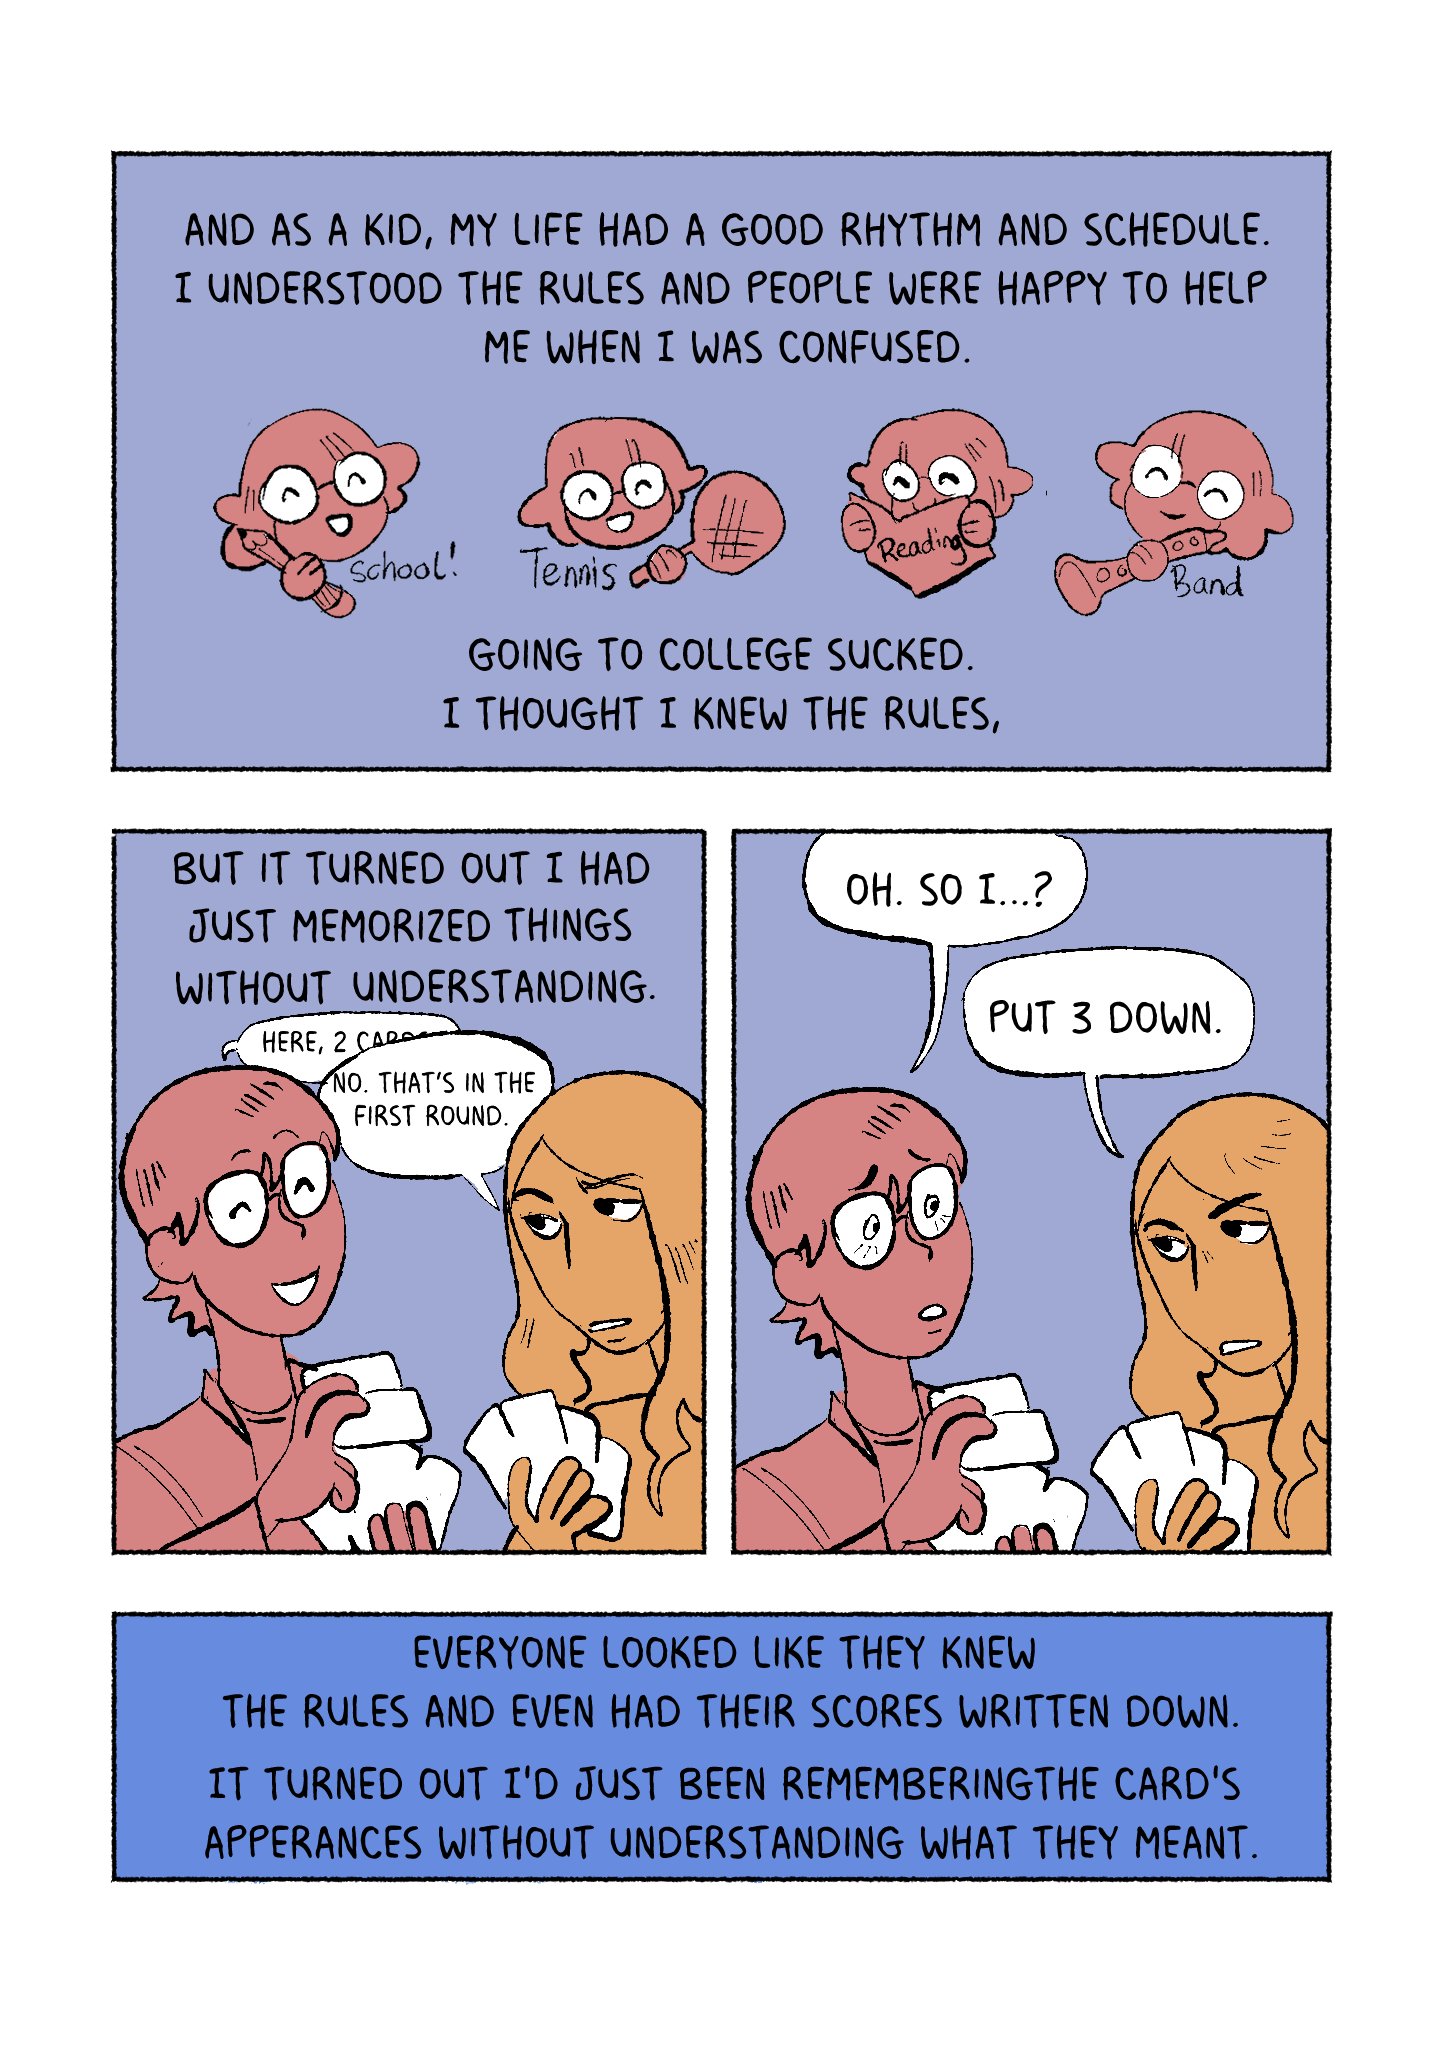 AND AS A KID, MY LIFE HAD A GOOD RHYTHM AND SCHEDULE.
I UNDERSTOOD THE RULES AND PEOPLE WERE HAPPY TO HELP
ME WHEN I WAS CONFUSED.
School!
Tennis
Reading
Band
GOING TO COLLEGE SUCKED.
I THOUGHT I KNEW THE RULES,
BUT IT TURNED OUT I HAD
JUST MEMORIZED THINGS
WITHOUT UNDERSTANDING.
HERE, 2
NO. THAT'S IN THE
FIRST ROUND.
OH. SO I...?
PUT 3 DOWN.
EVERYONE LOOKED LIKE THEY KNEW
THE RULES AND EVEN HAD THEIR SCORES WRITTEN DOWN.
IT TURNED OUT I'D JUST BEEN REMEMBERINGTHE CARD'S
APPERANCES WITHOUT UNDERSTANDING WHAT THEY MEANT.